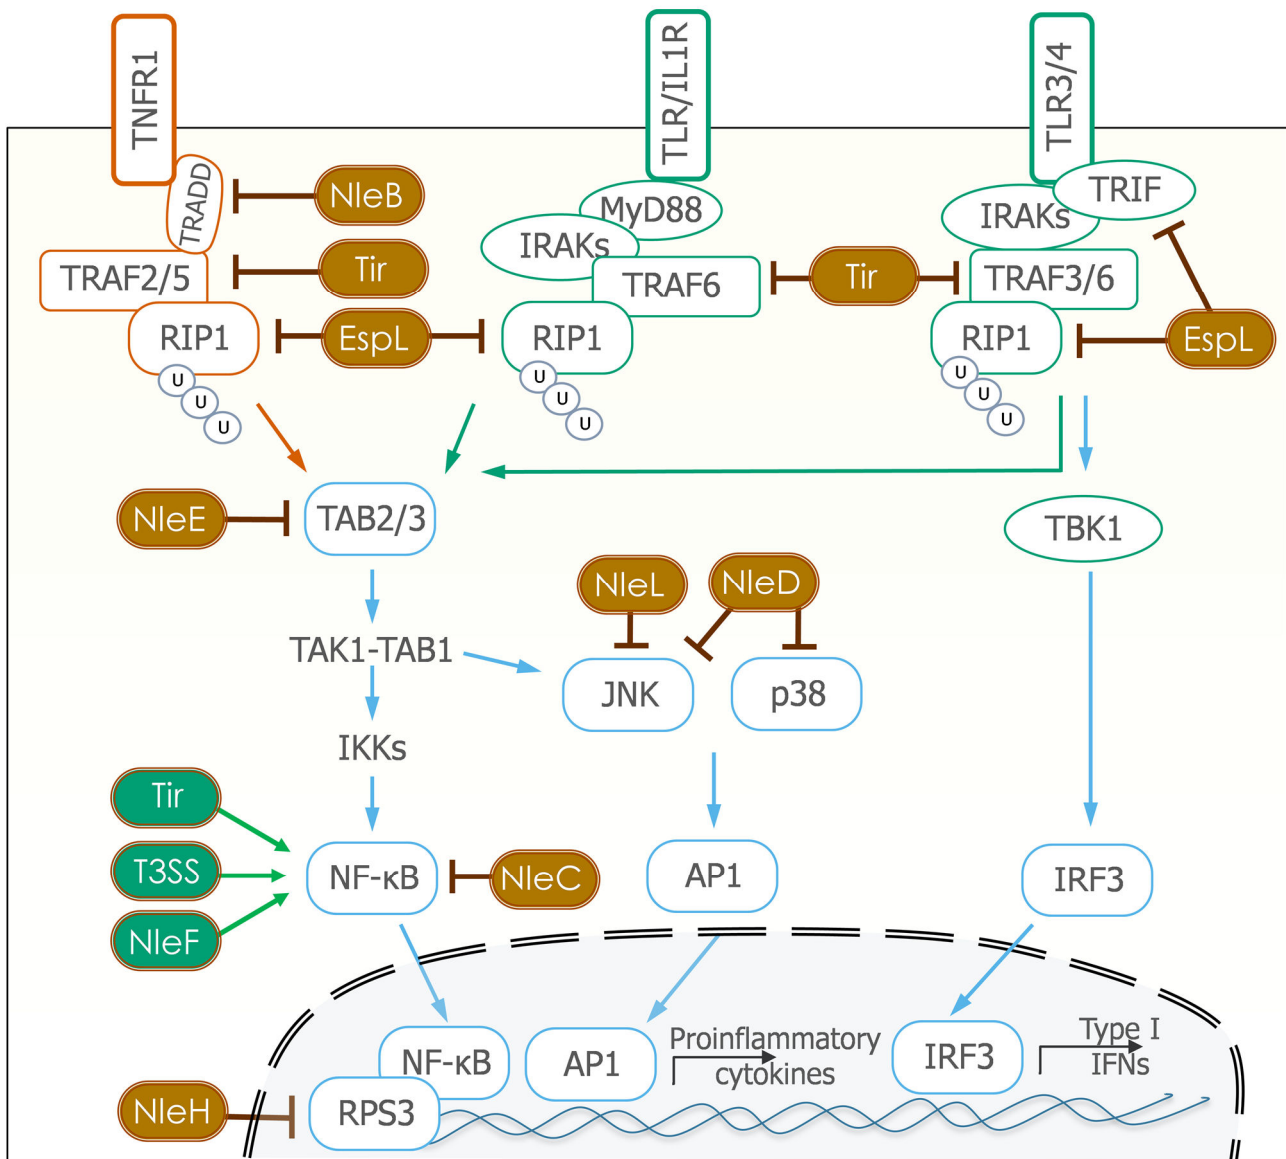 TNFR1
TLR/IL1R
TLR3/4
TRADD
NleB
MyD88
IRAKs
IRAKs
TRIF
TRAF2/5
Tir
TRAF6
Tir
TRAF3/6
RIP1
EspL
RIP1
RIP1
EspL
U
U
U
U
U
U
U
U
U
NleE
TAB2/3
TBK1
NleL
NleD
TAK1-TAB1
JNK
p38
IKKs
Tir
T3SS
NleF
NF-κB
NleC
AP1
IRF3
NF-κB
AP1
Proinflammatory
cytokines
IRF3
Type I
IFNs
NleH
RPS3